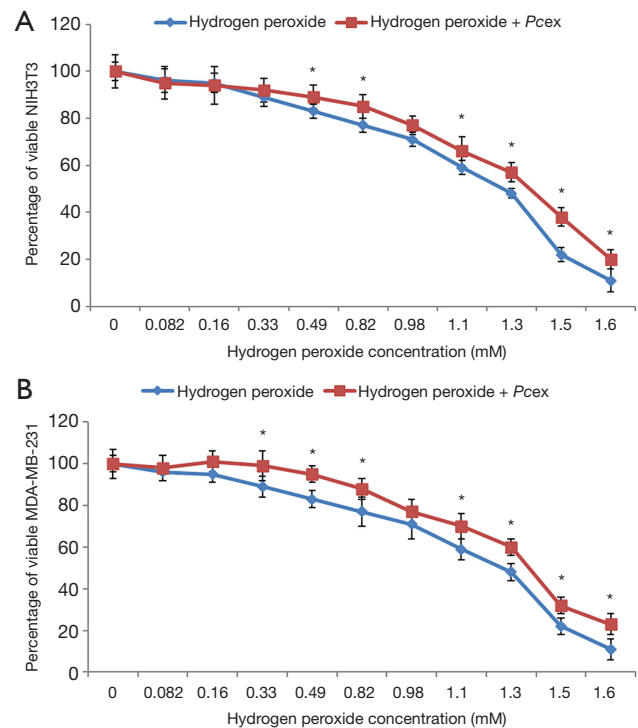 A
Hydrogen peroxide
Hydrogen peroxide + Pcex
Percentage of viable NIH3T3
120
100
80
60
40
20
0
* * * * * *
0 0.082 0.16 0.33 0.49 0.82 0.98 1.1 1.3 1.5 1.6
Hydrogen peroxide concentration (mM)
B
Hydrogen peroxide
Hydrogen peroxide + Pcex
Percentage of viable MDA-MB-231
120
100
80
60
40
20
0
* * * * * * *
0 0.082 0.16 0.33 0.49 0.82 0.98 1.1 1.3 1.5 1.6
Hydrogen peroxide concentration (mM)